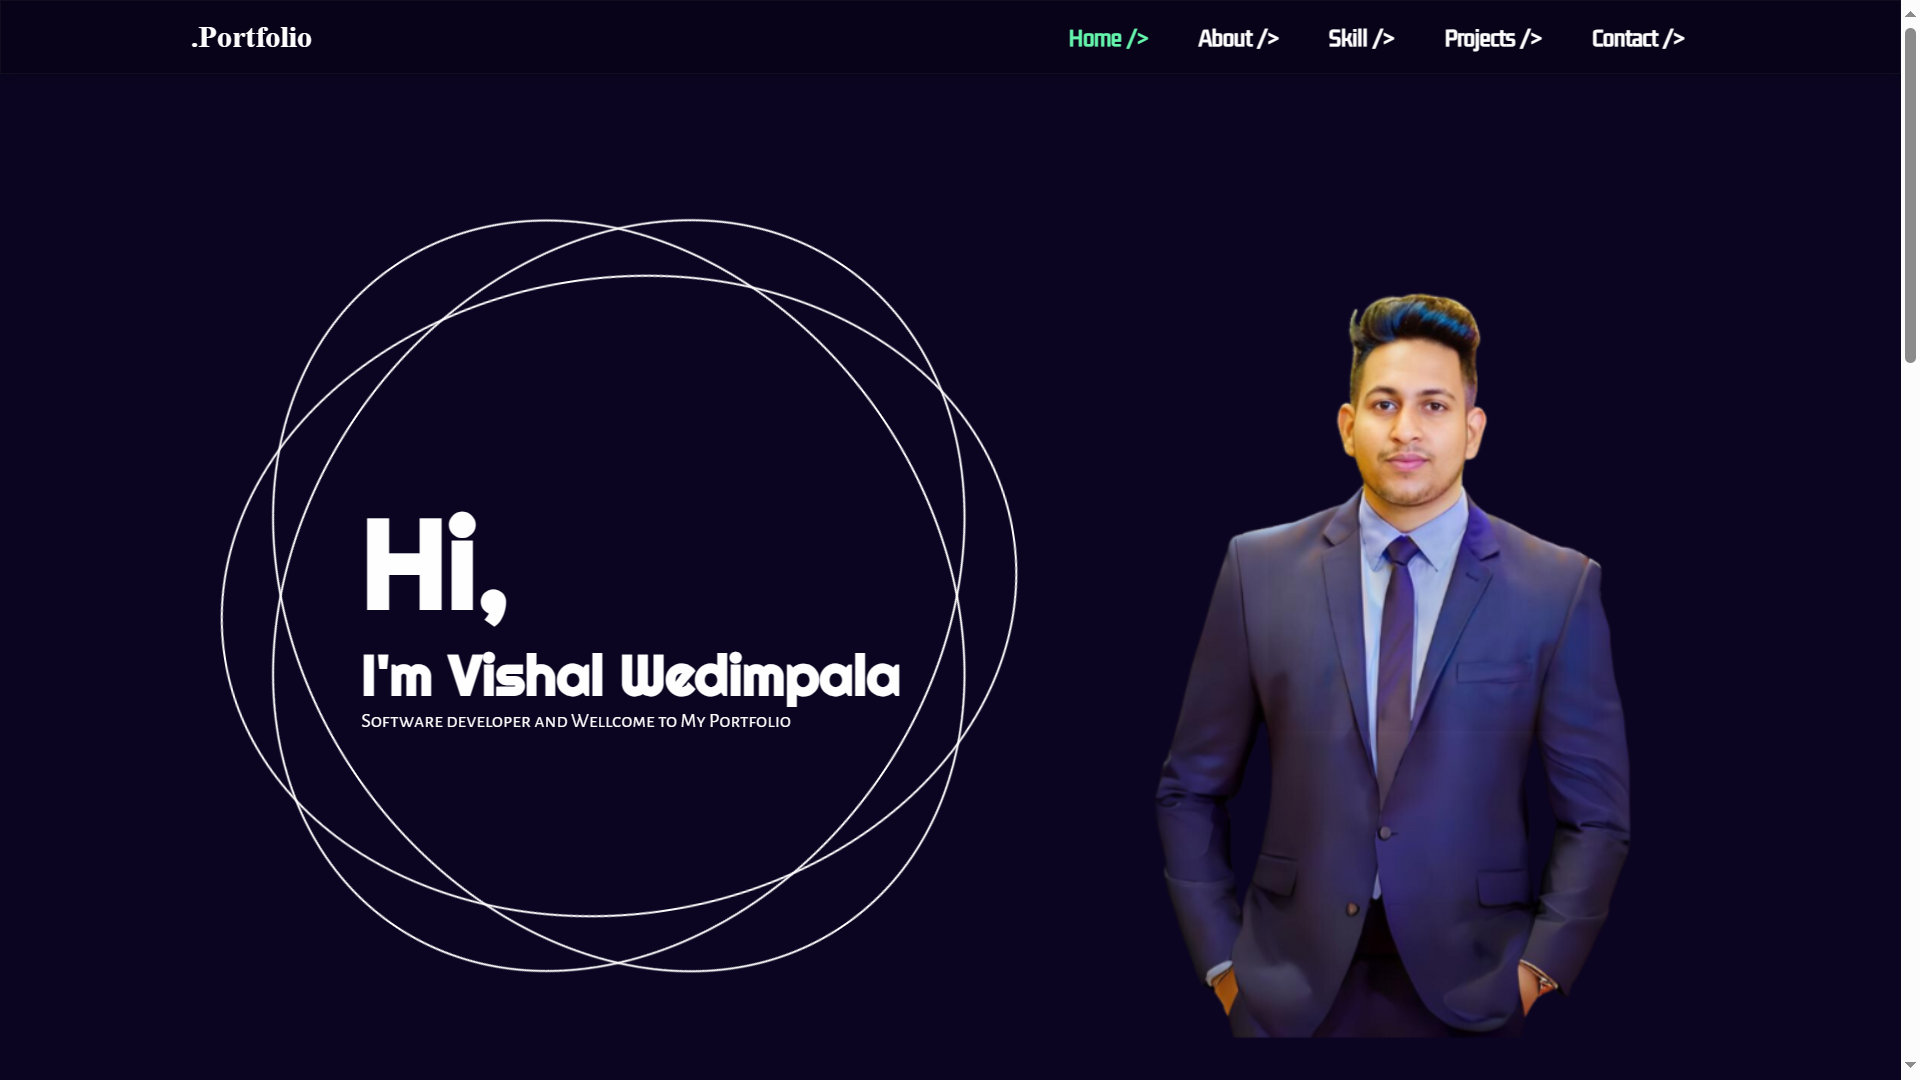 .Portfolio
Home /> About /> Skill /> Projects /> Contact />
Hi,
I'm Vishal Wedimpala
Software developer and Wellcome to My Portfolio